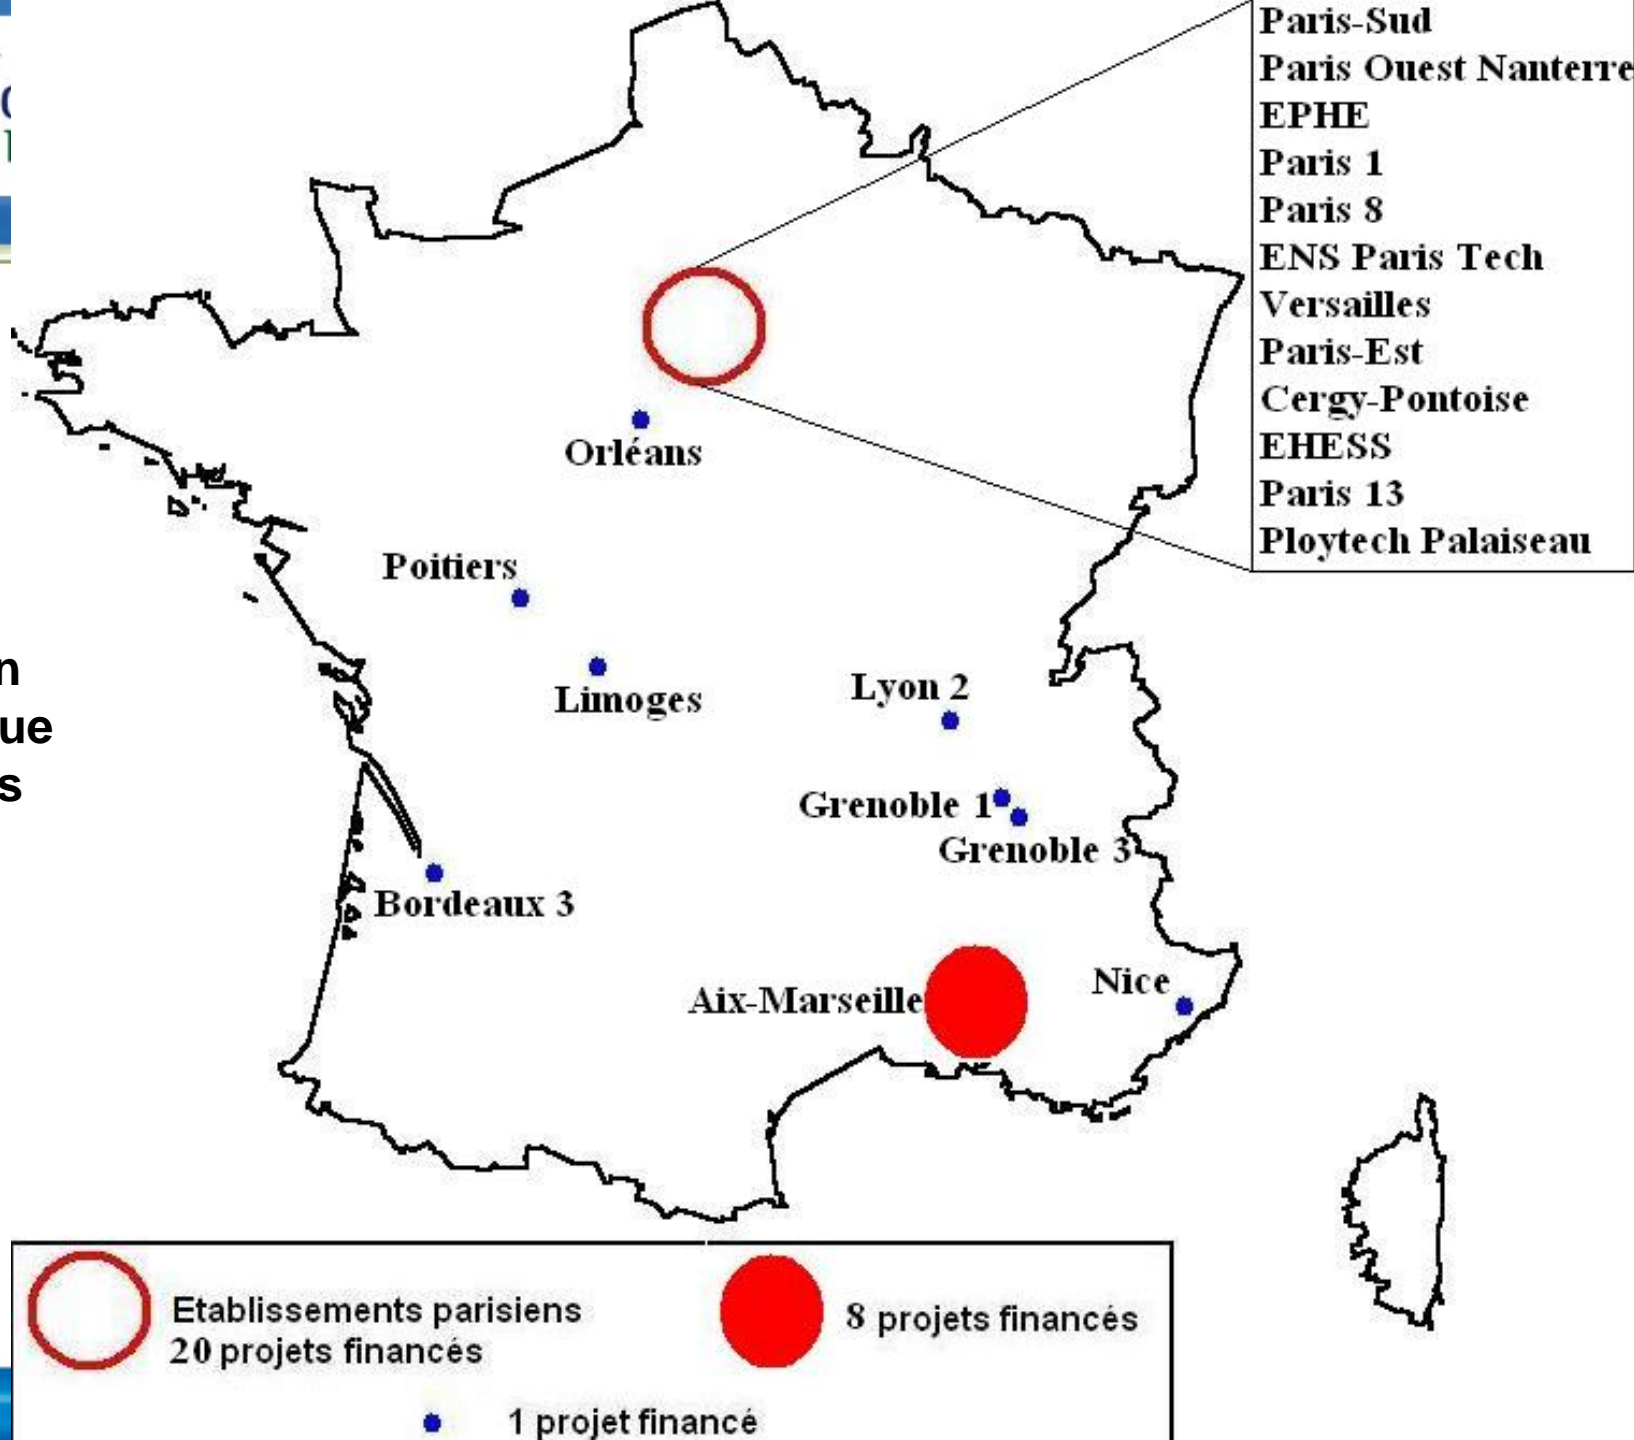 Paris-Sud
Paris Ouest Nanterre
EPHE
Paris 1
Paris 8
ENS Paris Tech
Versailles
Paris-Est
Cergy-Pontoise
EHESS
Paris 13
Ploytech Palaiseau
Orléans
Poitiers
Limoges
Lyon 2
Grenoble 1
Grenoble 3
Bordeaux 3
Aix-Marseille
Nice
n
ue
s
Etablissements parisiens
20 projets financés
8 projets financés
1 projet financé